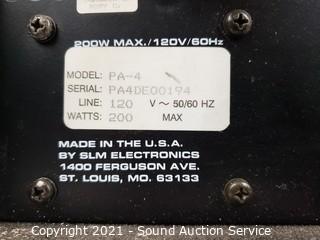 200W MAX./120V/60Hz
MODEL: PA-4
SERIAL: PA4DE00194
LINE: 120 V ~ 50/60 HZ
WATTS: 200 MAX
MADE IN THE U.S.A.
BY SLM ELECTRONICS
1400 FERGUSON AVE.
ST. LOUIS, MO. 63133
Copyright 2021 - Sound Auction Service